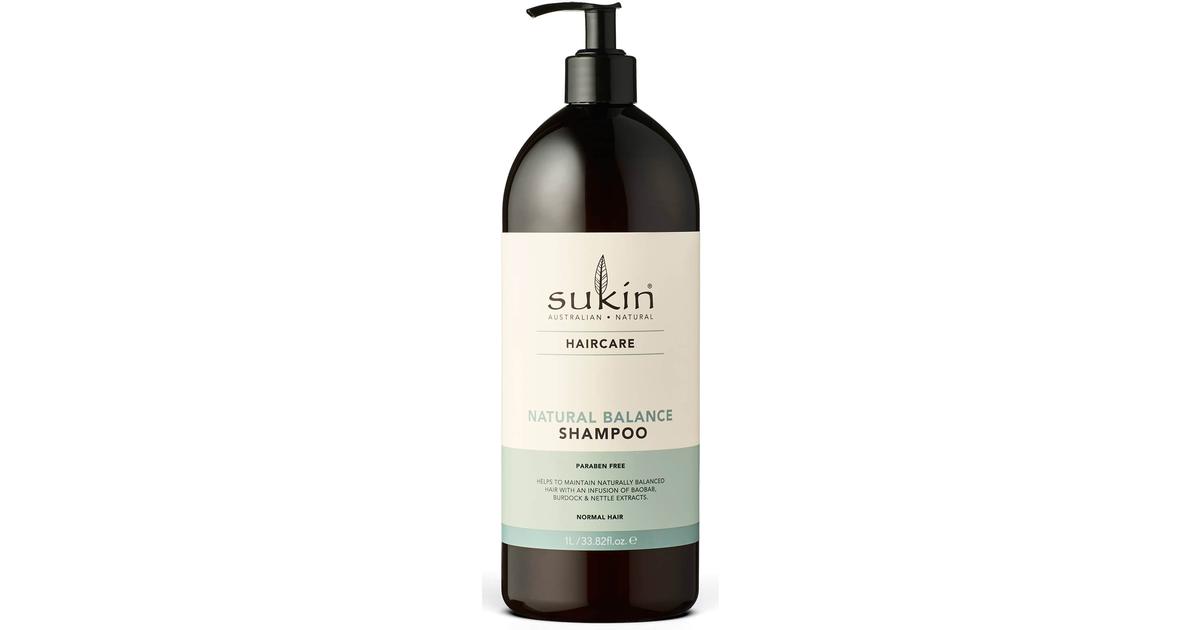 sukin®
AUSTRALIAN • NATURAL
HAIRCARE
NATURAL BALANCE
SHAMPOO
PARABEN FREE
HELPS TO MAINTAIN NATURALLY BALANCED
HAIR WITH AN INFUSION OF BAOBAB,
BURDOCK & NETTLE EXTRACTS.
NORMAL HAIR
1L/33.82fl.oz. ℮